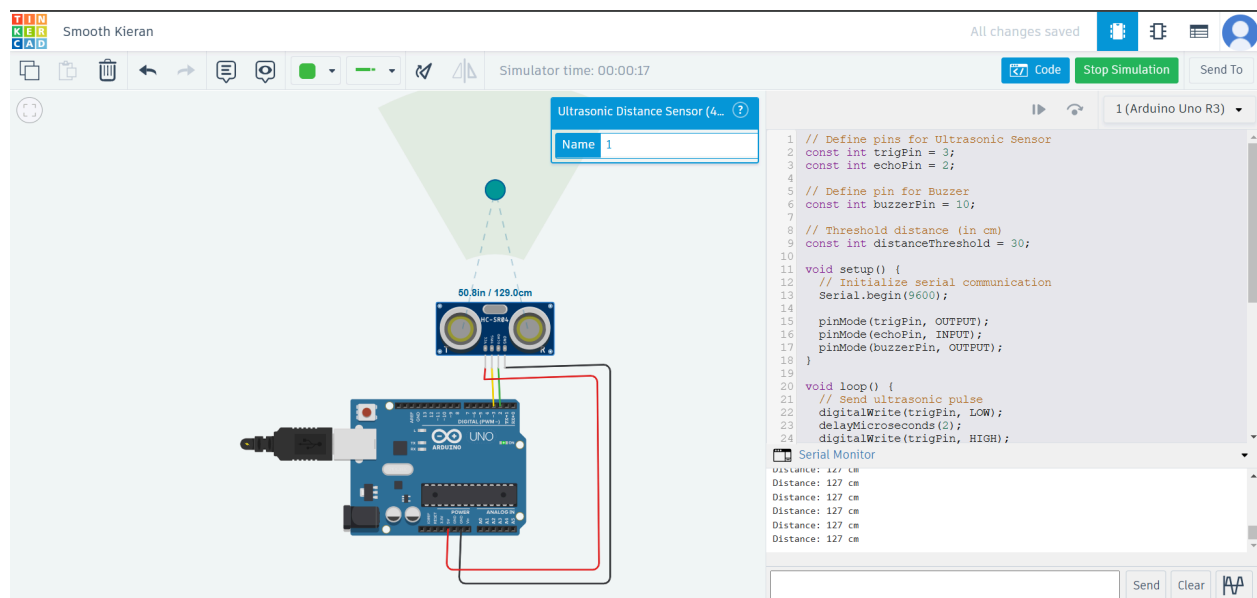 TIN
KER
CAD
Smooth Kieran
All changes saved
Simulator time: 00:00:17
Code
Stop Simulation
Send To
Ultrasonic Distance Sensor (4...
?
Name 1
1 (Arduino Uno R3)
50.8in / 129.0cm
HC-SR04
T
R
DIGITAL (PWM ~)
UNO
ARDUINO
POWER
ANALOG IN
1 // Define pins for Ultrasonic Sensor
2 const int trigPin = 3;
3 const int echoPin = 2;
4
5 // Define pin for Buzzer
6 const int buzzerPin = 10;
7
8 // Threshold distance (in cm)
9 const int distanceThreshold = 30;
10
11 void setup() {
12 // Initialize serial communication
13 Serial.begin(9600);
14
15 pinMode(trigPin, OUTPUT);
16 pinMode(echoPin, INPUT);
17 pinMode(buzzerPin, OUTPUT);
18 }
19
20 void loop() {
21 // Send ultrasonic pulse
22 digitalWrite(trigPin, LOW);
23 delayMicroseconds(2);
24 digitalWrite(trigPin, HIGH);
Serial Monitor
Distance: 127 cm
Distance: 127 cm
Distance: 127 cm
Distance: 127 cm
Distance: 127 cm
Distance: 127 cm
Send
Clear